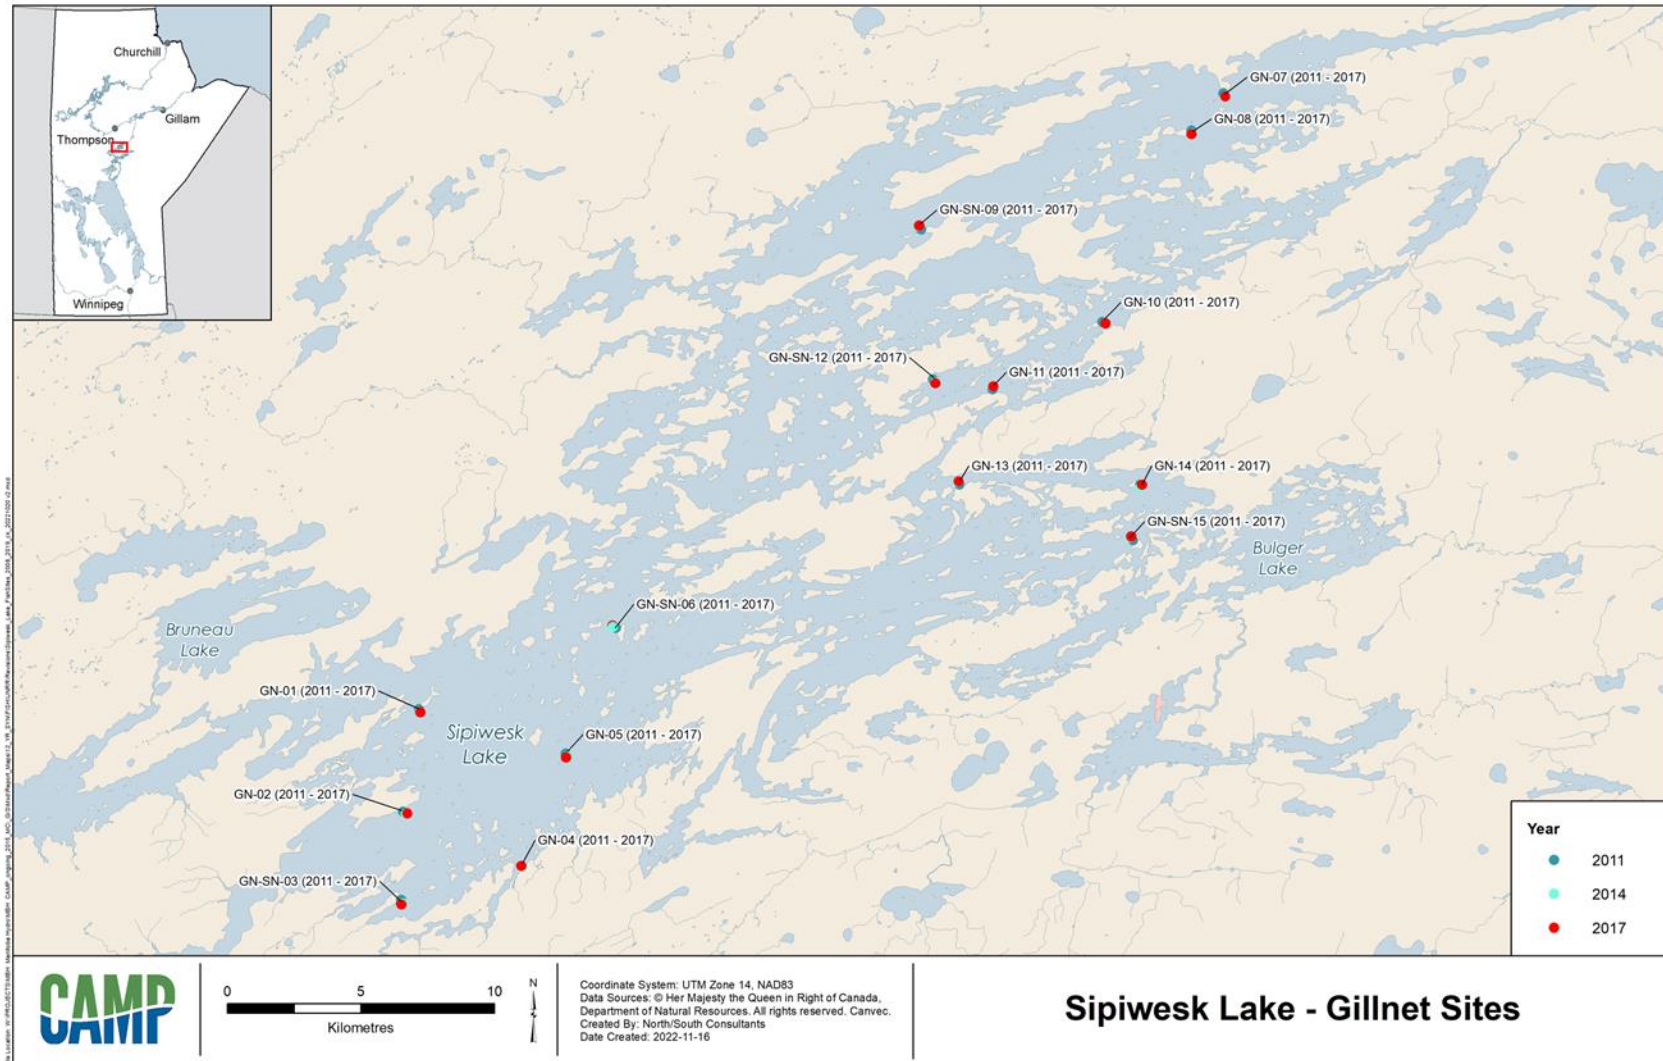 Churchill
Gillam
Thompson
Winnipeg
GN-07 (2011 - 2017)
GN-08 (2011 - 2017)
GN-SN-09 (2011 - 2017)
GN-10 (2011 - 2017)
GN-SN-12 (2011 - 2017)
GN-11 (2011 - 2017)
GN-13 (2011 - 2017)
GN-14 (2011 - 2017)
GN-SN-15 (2011 - 2017)
Bulger
Lake
GN-SN-06 (2011 - 2017)
Bruneau
Lake
GN-01 (2011 - 2017)
Sipiwesk
Lake
GN-05 (2011 - 2017)
GN-02 (2011 - 2017)
GN-04 (2011 - 2017)
GN-SN-03 (2011 - 2017)
Year
2011
2014
2017
CAMP
0 5 10
Kilometres
N
Coordinate System: UTM Zone 14, NAD83
Data Sources: © Her Majesty the Queen in Right of Canada,
Department of Natural Resources. All rights reserved. Canvec.
Created By: North/South Consultants
Date Created: 2022-11-16
Sipiwesk Lake - Gillnet Sites